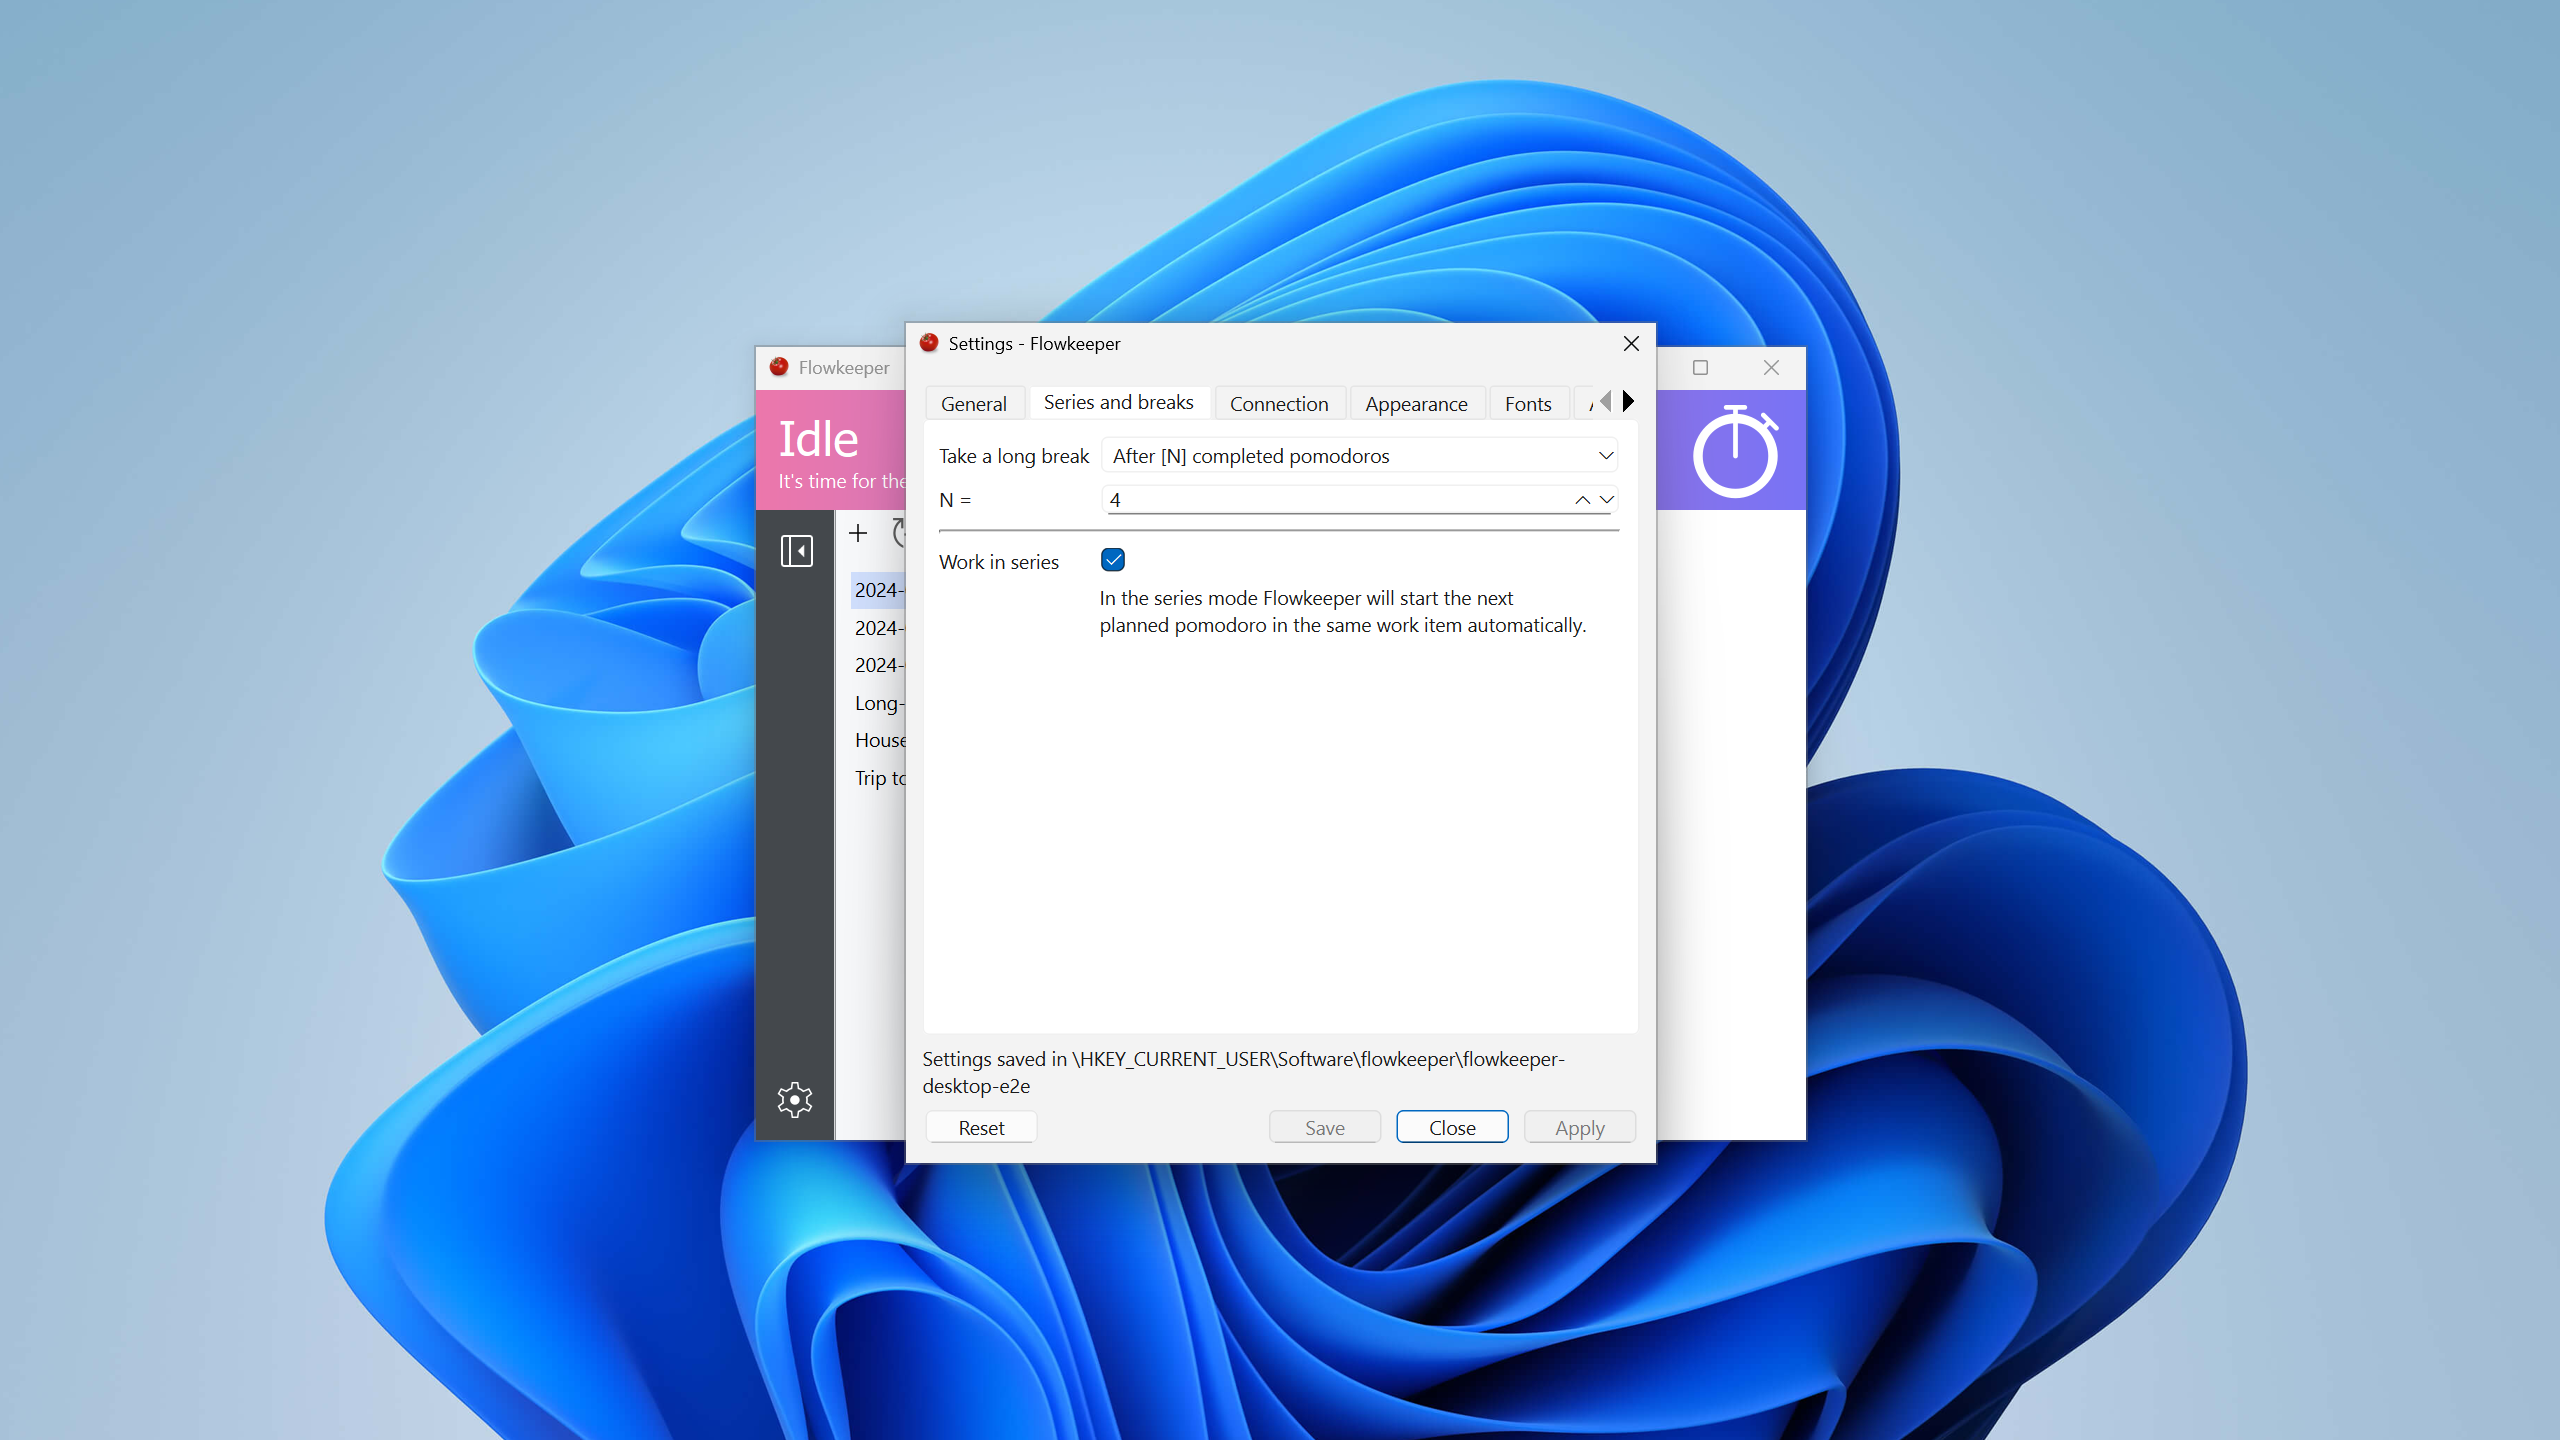 Settings - Flowkeeper
Flowkeeper
General
Series and breaks
Connection
Appearance
Fonts
Idle
It's time for the
Take a long break
After [N] completed pomodoros
N =
4
Work in series
In the series mode Flowkeeper will start the next
planned pomodoro in the same work item automatically.
2024-
2024-
2024-
Long-
House
Trip to
Settings saved in \HKEY_CURRENT_USER\Software\flowkeeper\flowkeeper-
desktop-e2e
Reset
Save
Close
Apply